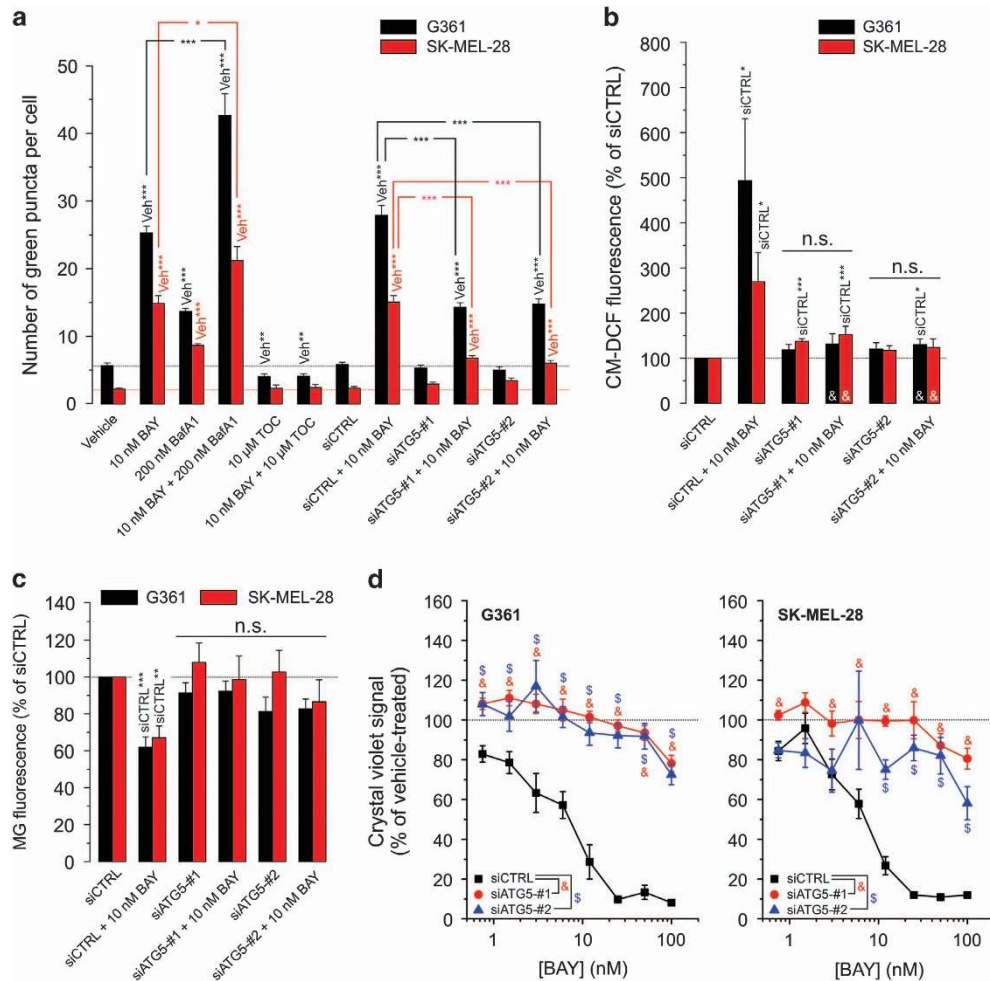 a
G361
SK-MEL-28
Number of green puncta per cell
50
40
30
20
10
0
*
***
Veh***
Veh***
Veh***
Veh***
Veh***
Veh***
Veh**
Veh**
***
***
***
***
Veh***
Veh***
Veh***
Veh***
Veh***
Veh***
Vehicle
10 nM BAY
200 nM BafA1
10 nM BAY + 200 nM BafA1
10 µM TOC
10 nM BAY + 10 µM TOC
siCTRL
siCTRL + 10 nM BAY
siATG5-#1
siATG5-#1 + 10 nM BAY
siATG5-#2
siATG5-#2 + 10 nM BAY
b
G361
SK-MEL-28
CM-DCF fluorescence (% of siCTRL)
800
700
600
500
400
300
200
100
0
siCTRL*
siCTRL*
n.s.
siCTRL***
siCTRL***
n.s.
siCTRL*
& &
& &
siCTRL
siCTRL + 10 nM BAY
siATG5-#1
siATG5-#1 + 10 nM BAY
siATG5-#2
siATG5-#2 + 10 nM BAY
c
G361
SK-MEL-28
MG fluorescence (% of siCTRL)
140
120
100
80
60
40
20
0
n.s.
siCTRL***
siCTRL**
siCTRL
siCTRL + 10 nM BAY
siATG5-#1
siATG5-#1 + 10 nM BAY
siATG5-#2
siATG5-#2 + 10 nM BAY
d
Crystal violet signal
(% of vehicle-treated)
G361
160
140
120
100
80
60
40
20
0
$ $ $ $ $ $ $ $
& & & & & & & &
siCTRL
siATG5-#1 &
siATG5-#2 $
1 10 100
[BAY] (nM)
SK-MEL-28
160
140
120
100
80
60
40
20
0
& & & & & & &
$ $ $ $
siCTRL
siATG5-#1 &
siATG5-#2 $
1 10 100
[BAY] (nM)